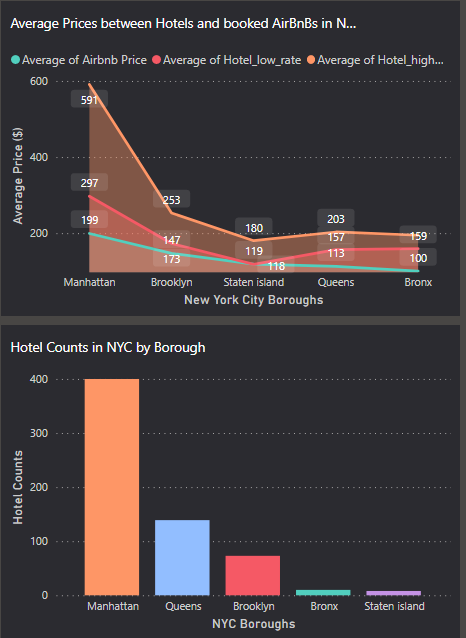 Average Prices between Hotels and booked AirBnBs in N...
Average of Airbnb Price Average of Hotel_low_rate Average of Hotel_high...
600
591
400
297
253
199
200
180
203
147
173
119
118
157
113
159
100
Average Price ($)
Manhattan Brooklyn Staten island Queens Bronx
New York City Boroughs
Hotel Counts in NYC by Borough
400
300
200
100
0
Hotel Counts
Manhattan Queens Brooklyn Bronx Staten island
NYC Boroughs